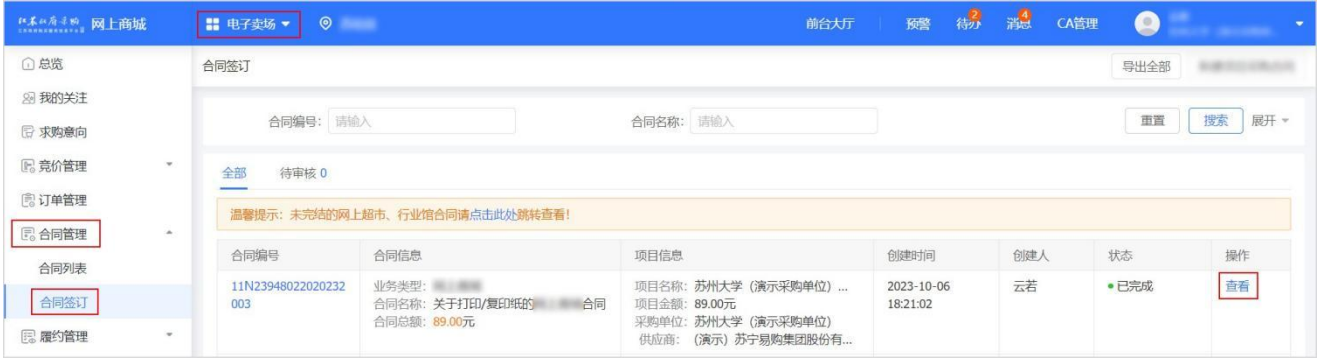 江苏政府采购 网上商城
电子卖场
前台大厅
预警
待办
2
消息
4
CA管理
总览
我的关注
求购意向
竞价管理
订单管理
合同管理
合同列表
合同签订
履约管理
合同签订
导出全部
合同编号: 请输入
合同名称: 请输入
重置
搜索
展开
全部
待审核 0
温馨提示：未完结的网上超市、行业馆合同请点击此处跳转查看！
合同编号
合同信息
项目信息
创建时间
创建人
状态
操作
11N23948022020232
003
业务类型:
合同名称: 关于打印/复印纸的
合同
合同总额: 89.00元
项目名称: 苏州大学（演示采购单位）...
项目金额: 89.00元
采购单位: 苏州大学（演示采购单位）
供应商: （演示）苏宁易购集团股份有...
2023-10-06
18:21:02
云若
已完成
查看